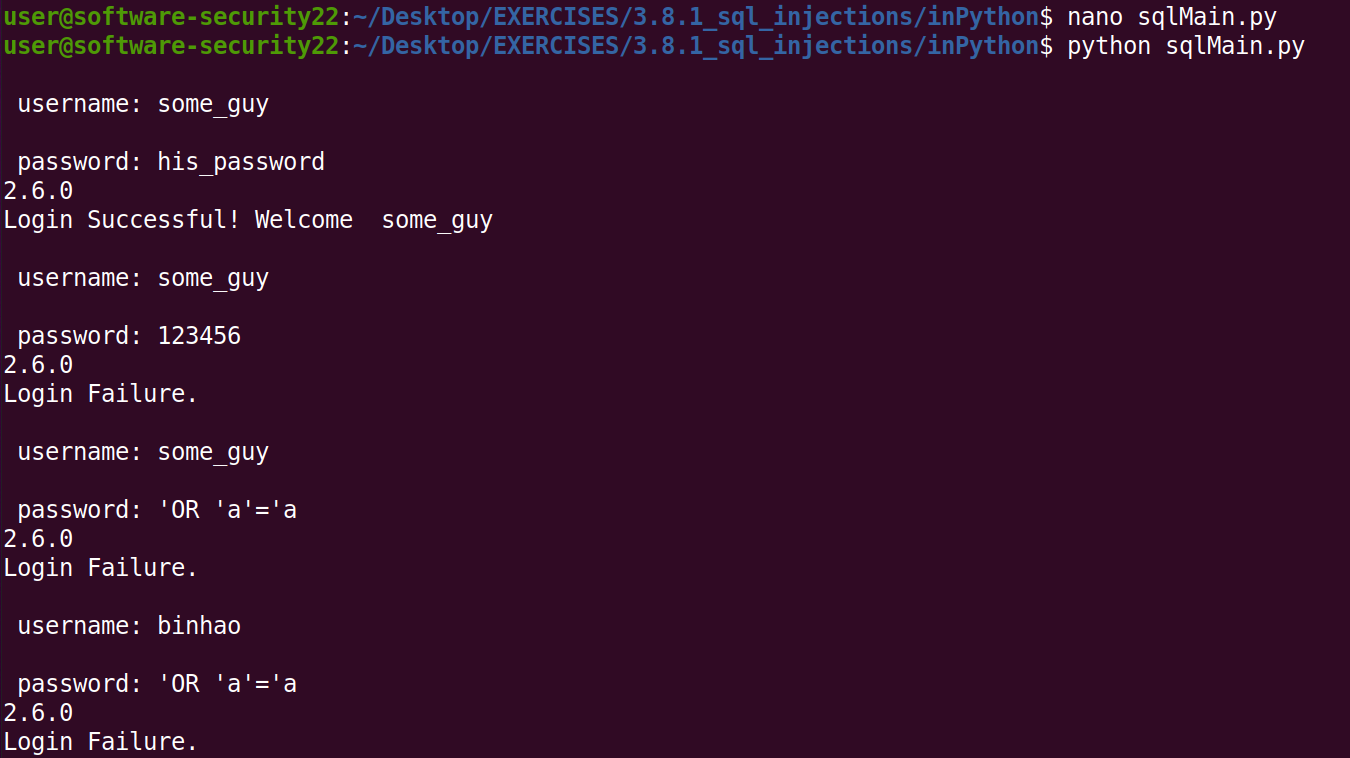 user@software-security22:~/Desktop/EXERCISES/3.8.1_sql_injections/inPython$ nano sqlMain.py
user@software-security22:~/Desktop/EXERCISES/3.8.1_sql_injections/inPython$ python sqlMain.py
username: some_guy
password: his_password
2.6.0
Login Successful! Welcome  some_guy
username: some_guy
password: 123456
2.6.0
Login Failure.
username: some_guy
password: 'OR 'a'='a
2.6.0
Login Failure.
username: binhao
password: 'OR 'a'='a
2.6.0
Login Failure.